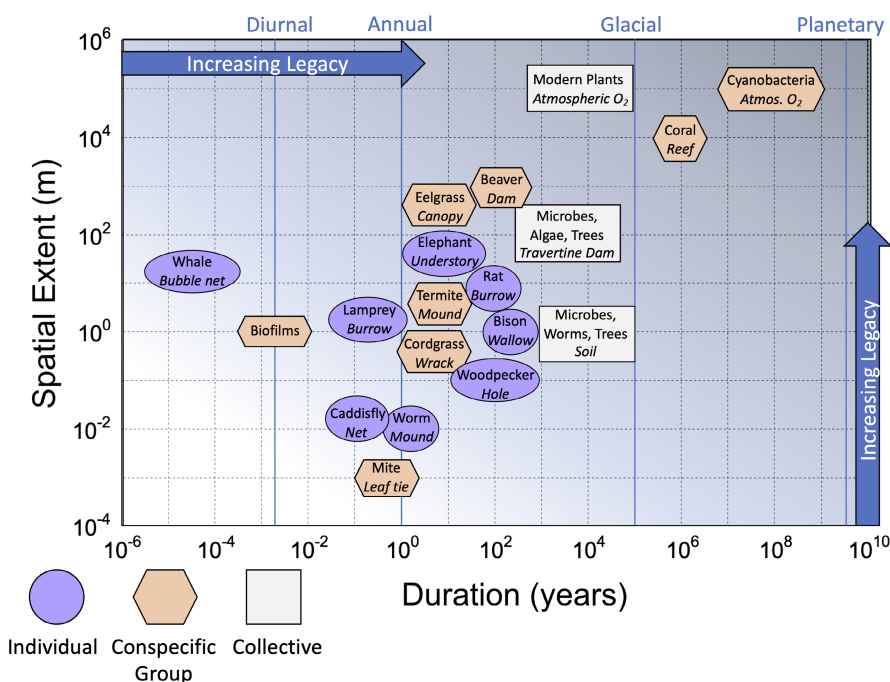 Diurnal Annual Glacial Planetary
10^6
Increasing Legacy
Modern Plants
Atmospheric O₂
Cyanobacteria
Atmos. O₂
10^4
Coral
Reef
Beaver
Dam
Eelgrass
Canopy
Microbes,
Algae, Trees
Travertine Dam
10^2
Elephant
Understory
Whale
Bubble net
Rat
Burrow
Termite
Mound
Lamprey
Burrow
Bison
Wallow
Microbes,
Worms, Trees
Soil
10^0
Biofilms
Cordgrass
Wrack
Woodpecker
Hole
Caddisfly
Net
Worm
Mound
10^-2
Mite
Leaf tie
10^-4
Spatial Extent (m)
Increasing Legacy
10^-6 10^-4 10^-2 10^0 10^2 10^4 10^6 10^8 10^10
Duration (years)
Individual
Conspecific
Group
Collective